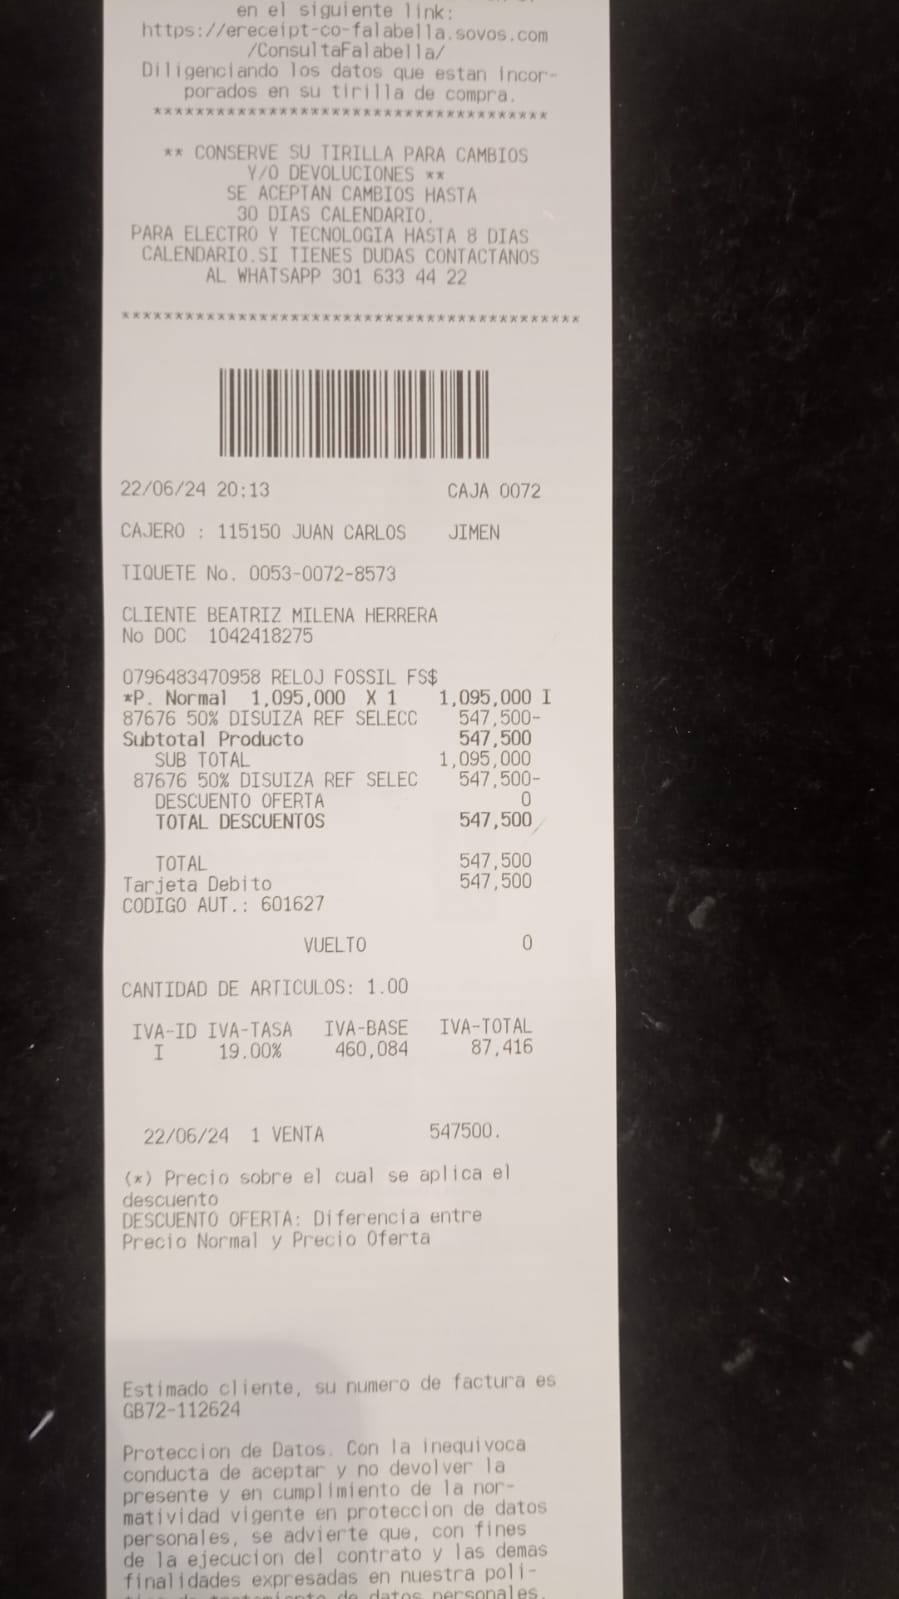 en el siguiente link:
https://ereceipt-co-falabella.sovos.com
/ConsultaFalabella/
Diligenciando los datos que estan incor-
porados en su tirilla de compra.
**************************************
** CONSERVE SU TIRILLA PARA CAMBIOS
Y/O DEVOLUCIONES **
SE ACEPTAN CAMBIOS HASTA
30 DIAS CALENDARIO.
PARA ELECTRO Y TECNOLOGIA HASTA 8 DIAS
CALENDARIO.SI TIENES DUDAS CONTACTANOS
AL WHATSAPP 301 633 44 22
********************************************
22/06/24 20:13 CAJA 0072
CAJERO : 115150 JUAN CARLOS JIMEN
TIQUETE No. 0053-0072-8573
CLIENTE BEATRIZ MILENA HERRERA
No DOC 1042418275
0796483470958 RELOJ FOSSIL FS$
*P. Normal 1,095,000 X 1 1,095,000 I
87676 50% DISUIZA REF SELECC 547,500-
Subtotal Producto 547,500
SUB TOTAL 1,095,000
87676 50% DISUIZA REF SELEC 547,500-
DESCUENTO OFERTA 0
TOTAL DESCUENTOS 547,500
TOTAL 547,500
Tarjeta Debito 547,500
CODIGO AUT.: 601627
VUELTO 0
CANTIDAD DE ARTICULOS: 1.00
IVA-ID IVA-TASA IVA-BASE IVA-TOTAL
I 19.00% 460,084 87,416
22/06/24 1 VENTA 547500.
(*) Precio sobre el cual se aplica el
descuento
DESCUENTO OFERTA: Diferencia entre
Precio Normal y Precio Oferta
Estimado cliente, su numero de factura es
GB72-112624
Proteccion de Datos. Con la inequivoca
conducta de aceptar y no devolver la
presente y en cumplimiento de la nor-
matividad vigente en proteccion de datos
personales, se advierte que, con fines
de la ejecucion del contrato y las demas
finalidades expresadas en nuestra poli-
de datos personales.